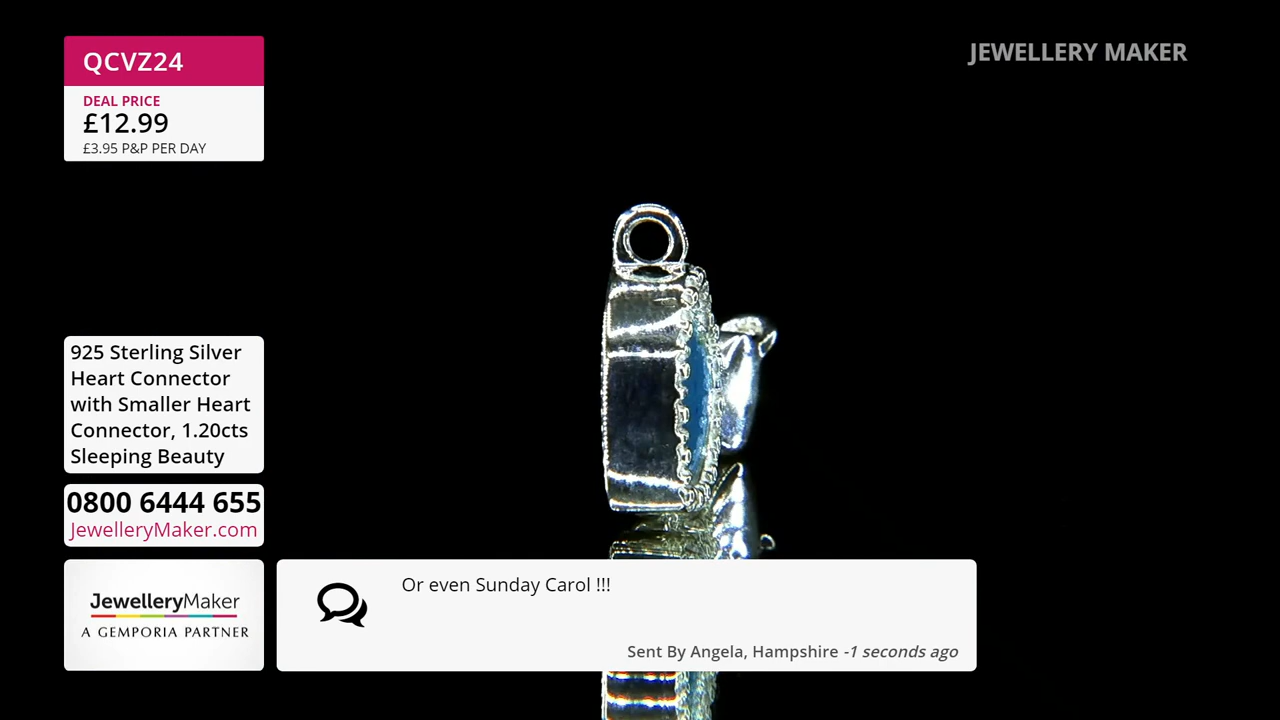 QCVZ24
DEAL PRICE
£12.99
£3.95 P&P PER DAY
JEWELLERY MAKER
925 Sterling Silver
Heart Connector
with Smaller Heart
Connector, 1.20cts
Sleeping Beauty
0800 6444 655
JewelleryMaker.com
JewelleryMaker
A GEMPORIA PARTNER
Or even Sunday Carol !!!
Sent By Angela, Hampshire -1 seconds ago